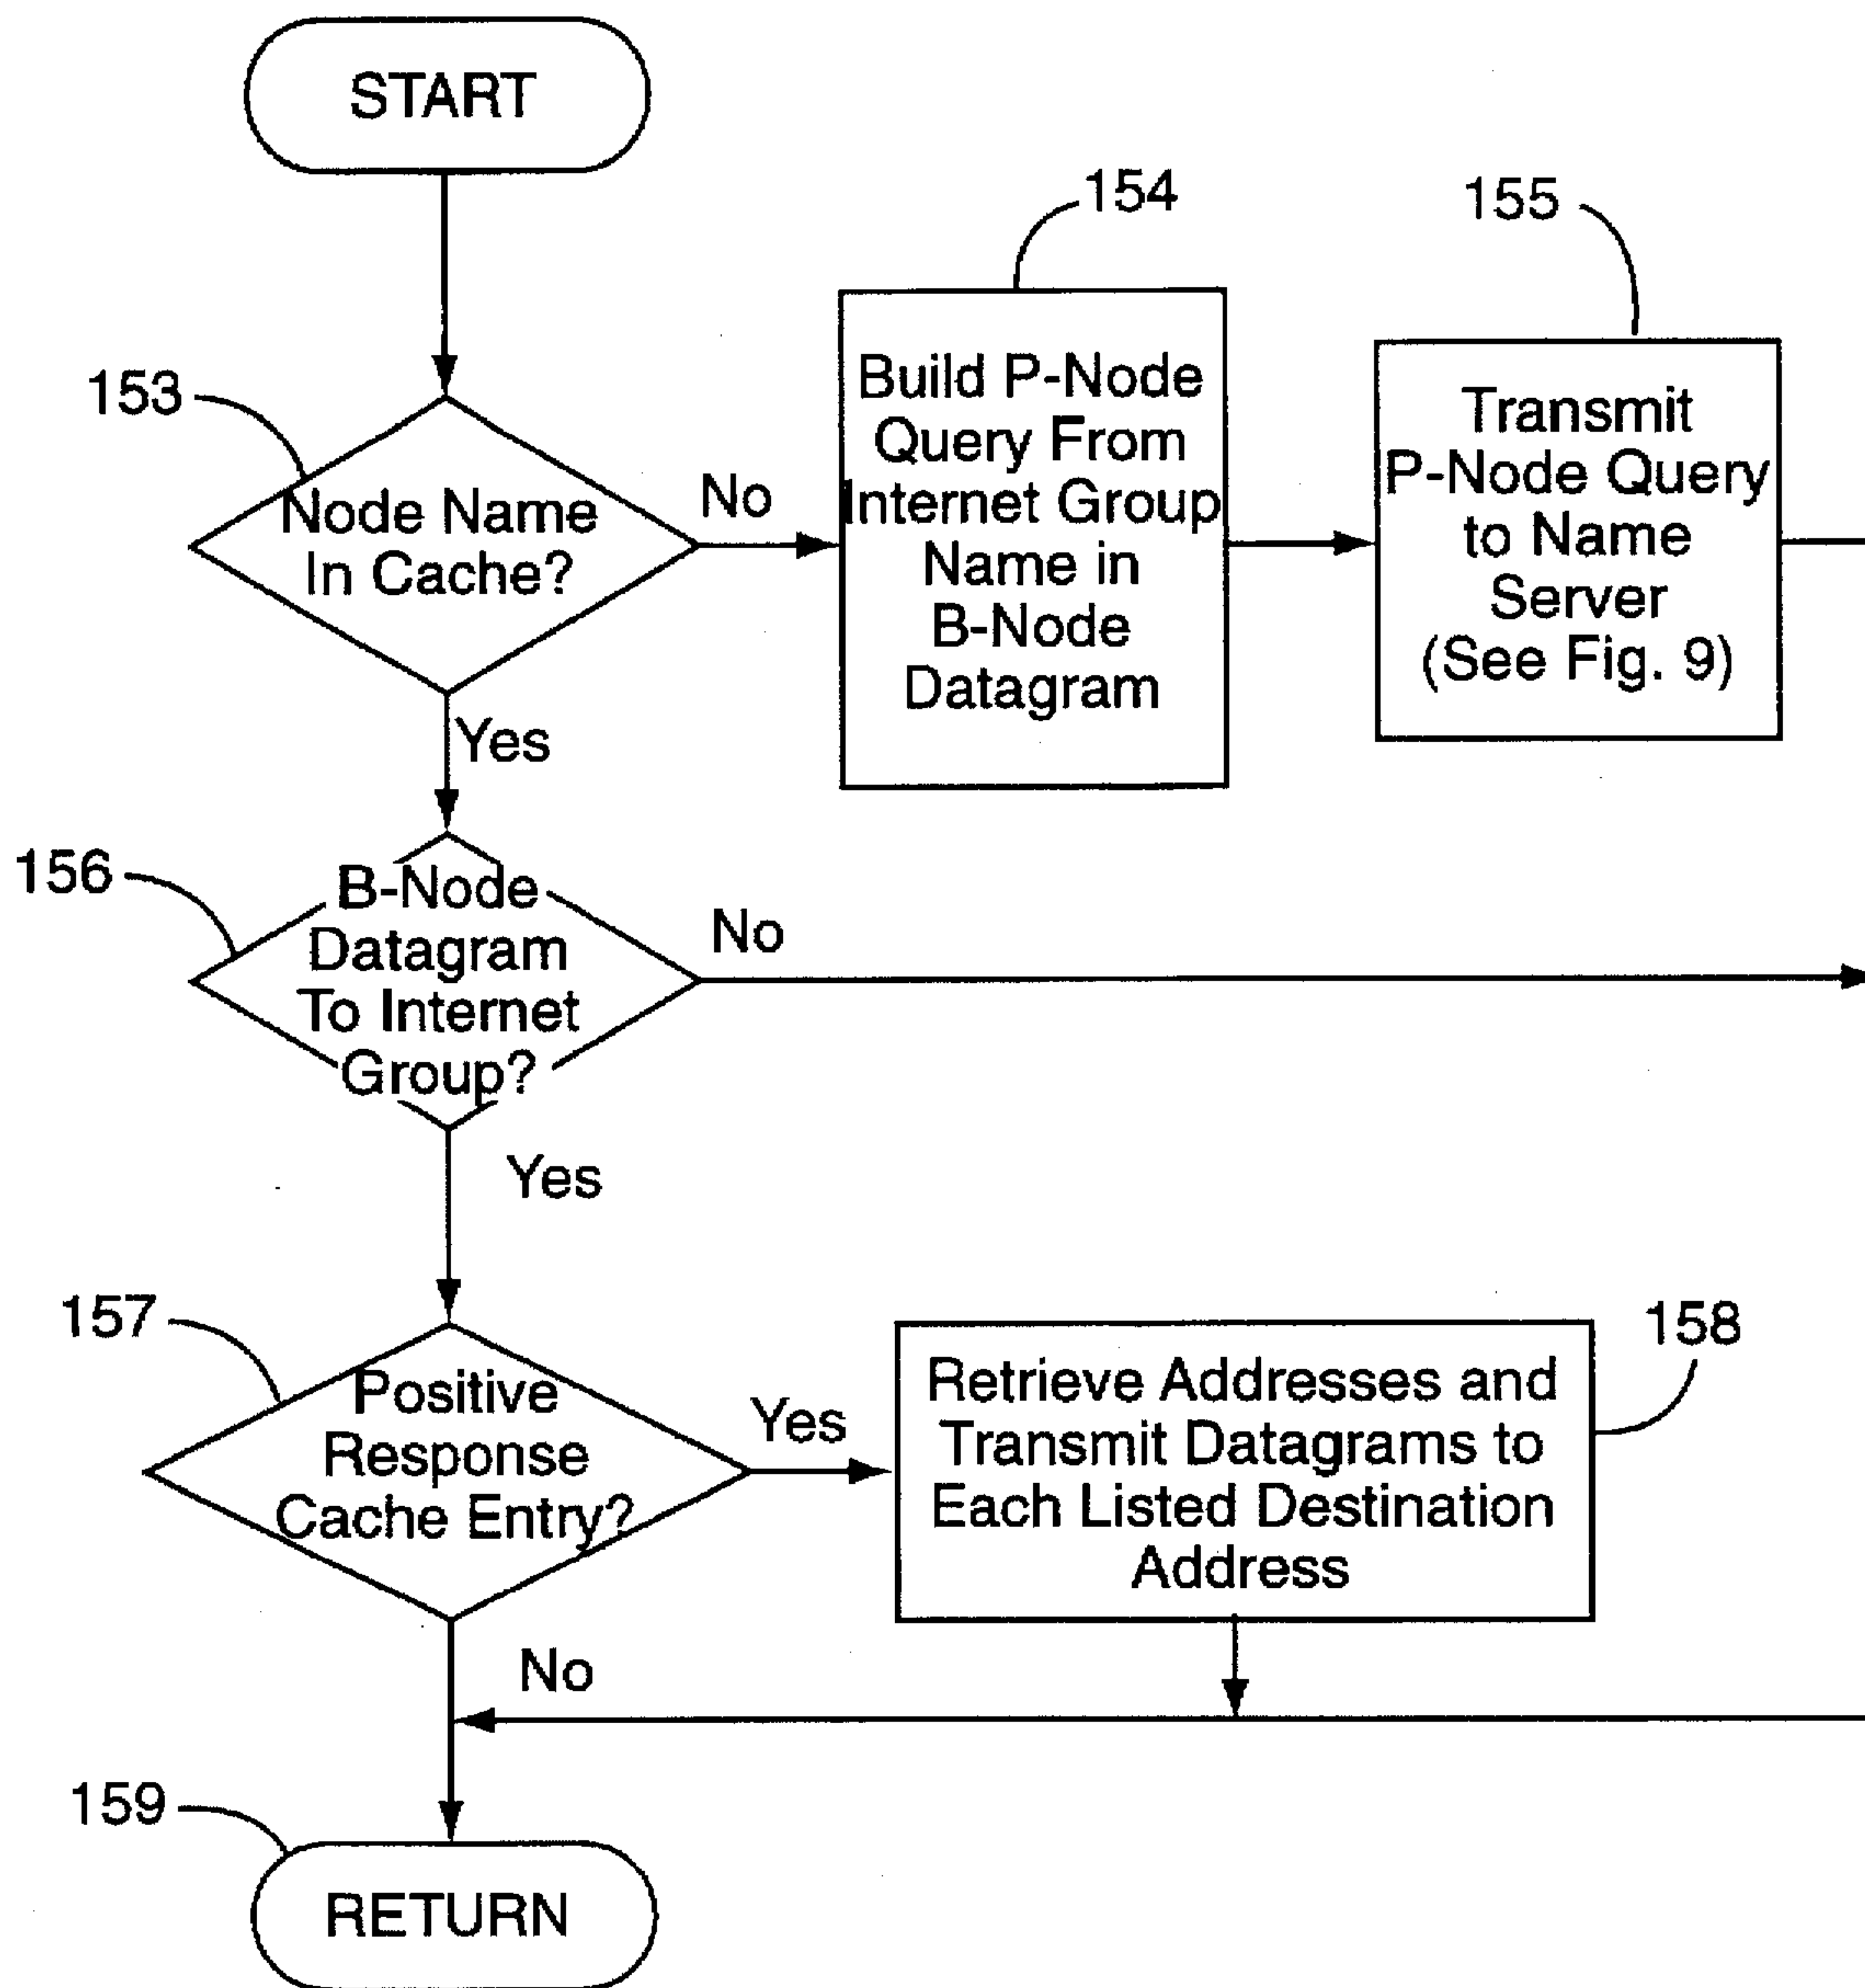 START
154
155
153
Node Name
In Cache?
No
Build P-Node
Query From
Internet Group
Name in
B-Node
Datagram
Transmit
P-Node Query
to Name
Server
(See Fig. 9)
Yes
156
B-Node
Datagram
To Internet
Group?
No
Yes
157
Positive
Response
Cache Entry?
Yes
158
Retrieve Addresses and
Transmit Datagrams to
Each Listed Destination
Address
No
159
RETURN